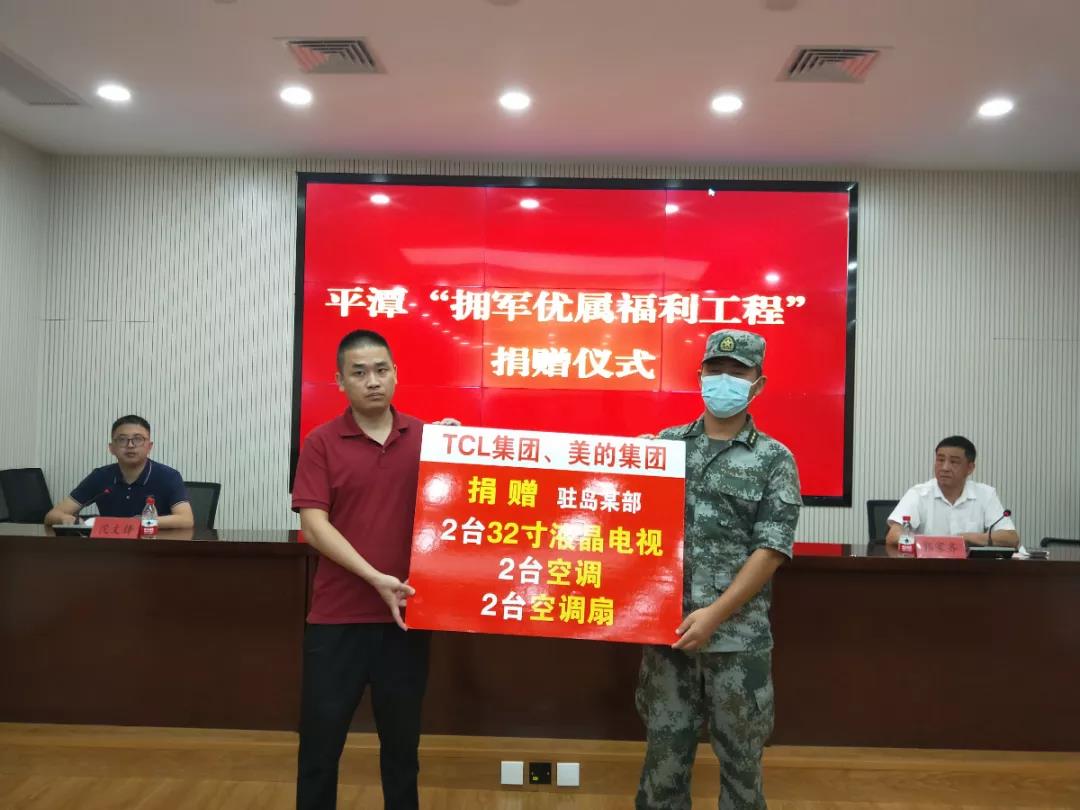 平潭“拥军优属福利工程”
捐赠仪式
TCL集团、美的集团
捐赠 驻岛某部
2台32寸液晶电视
2台空调
2台空调扇